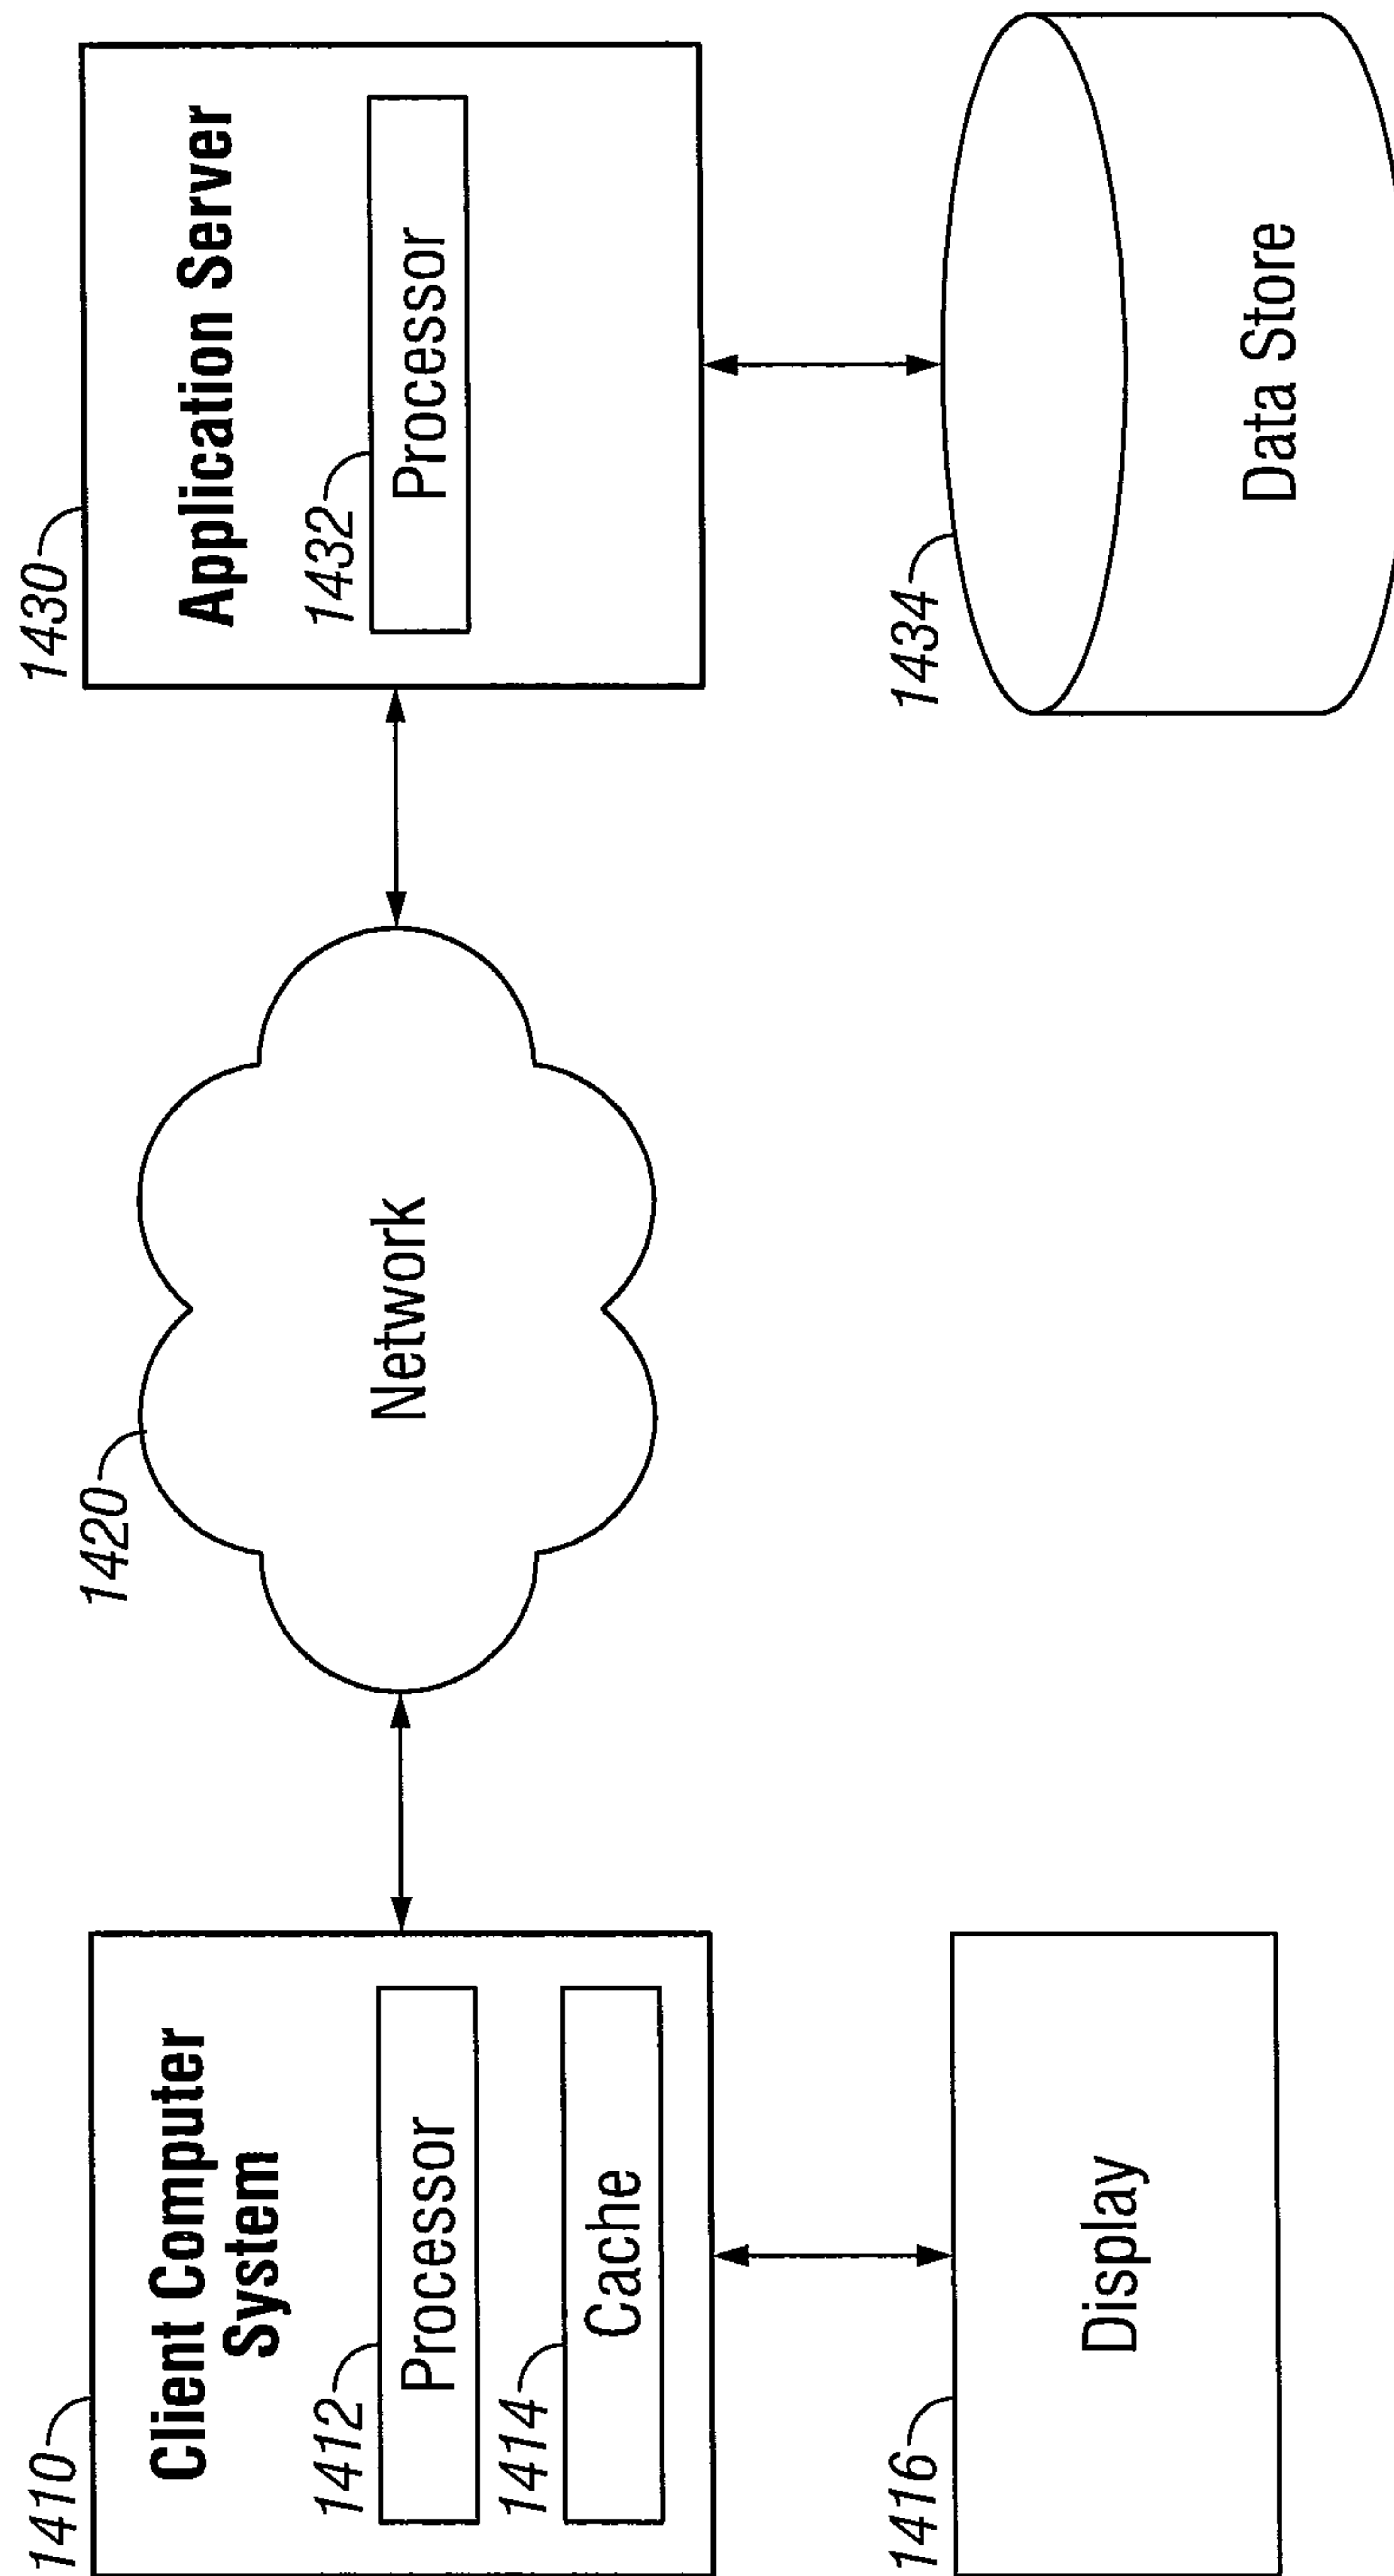 1410
Client Computer
System
1412
Processor
1414
Cache
1416
Display
1420
Network
1430
Application Server
1432
Processor
1434
Data Store